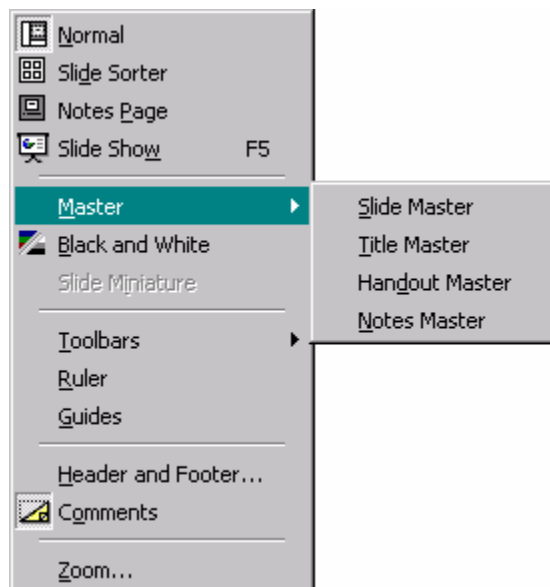 Normal
Slide Sorter
Notes Page
Slide Show F5
Master
Slide Master
Black and White
Title Master
Slide Miniature
Handout Master
Notes Master
Toolbars
Ruler
Guides
Header and Footer...
Comments
Zoom...